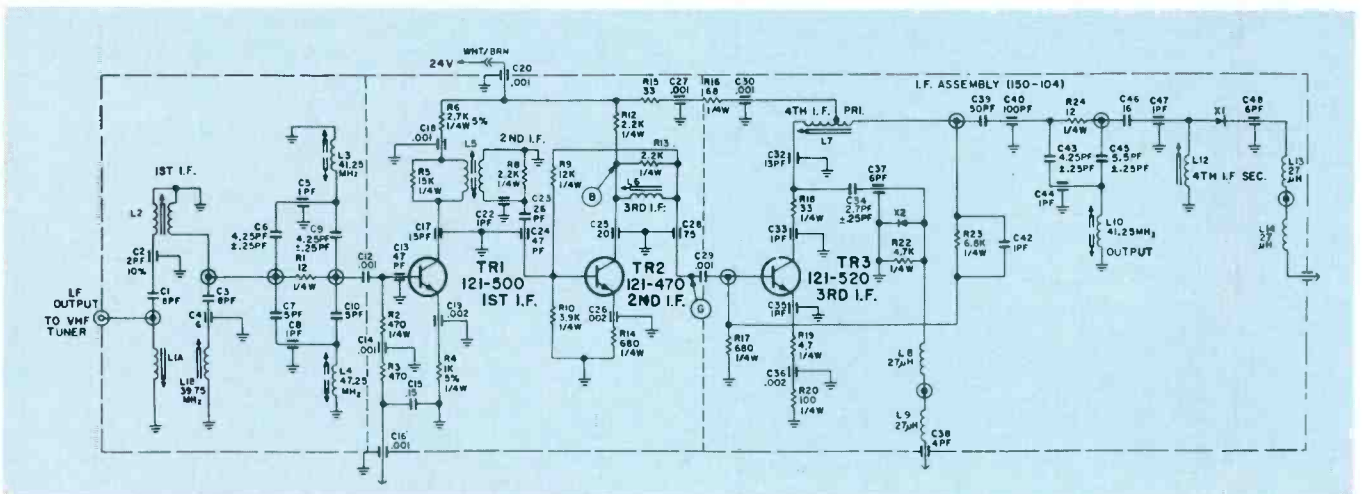 WHT/BRN
24V
C20
.001
I.F. ASSEMBLY (150-104)
R15
33
C27
.001
R16
68
1/4W
C30
.001
4TH I.F. PRI.
L7
R6
2.7K
1/4W
5%
C18
.001
L5
2ND I.F.
R12
2.2K
1/4W
R13
2.2K
1/4W
R5
15K
1/4W
R8
2.2K
1/4W
R9
12K
1/4W
B
L6
3RD I.F.
C22
1PF
C23
26
PF
C24
47
PF
C17
15PF
C25
20
C28
75
1ST I.F.
L2
C2
2PF
10%
C1
8PF
C3
8PF
C4
6
I.F.
OUTPUT
TO VHF
TUNER
L1A
L1B
39.75
MHz
L3
41.25
MHz
C5
1PF
C6
4.25PF
±.25PF
C9
4.25PF
±.25PF
R1
12
1/4W
C7
5PF
C8
1PF
C10
5PF
L4
47.25
MHz
C12
.001
C13
47
PF
TR1
121-500
1ST I.F.
R2
470
1/4W
C14
.001
R3
470
C15
.15
C16
.001
C19
.002
R4
1K
5%
1/4W
TR2
121-470
2ND I.F.
R10
3.9K
1/4W
C26
.002
R14
680
1/4W
G
C29
.001
R17
680
1/4W
C32
13PF
R18
33
1/4W
C33
1PF
C34
2.7PF
±.25PF
C37
6PF
X2
R22
4.7K
1/4W
TR3
121-520
3RD I.F.
C35
1PF
R19
4.7
1/4W
C36
.002
R20
100
1/4W
L8
27μH
L9
27μH
C38
4PF
R23
6.8K
1/4W
C42
1PF
C39
50PF
C40
100PF
R24
12
1/4W
C43
4.25PF
±.25PF
C44
1PF
C45
5.5PF
±.25PF
L10
41.25MHz
OUTPUT
C46
16
C47
1PF
X1
L12
4TH I.F. SEC.
C48
6PF
L13
27
μH
27
μH